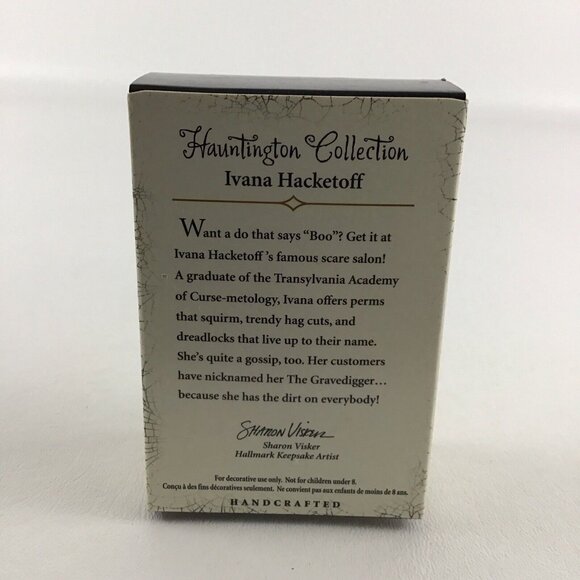 Hauntington Collection
Ivana Hacketoff
Want a do that says "Boo"? Get it at
Ivana Hacketoff's famous scare salon!
A graduate of the Transylvania Academy
of Curse-metology, Ivana offers perms
that squirm, trendy hag cuts, and
dreadlocks that live up to their name.
She's quite a gossip, too. Her customers
have nicknamed her The Gravedigger...
because she has the dirt on everybody!
SHARON VISKER
Sharon Visker
Hallmark Keepsake Artist
For decorative use only. Not for children under 8.
Conçu à des fins décoratives seulement. Ne convient pas aux enfants de moins de 8 ans.
HANDCRAFTED